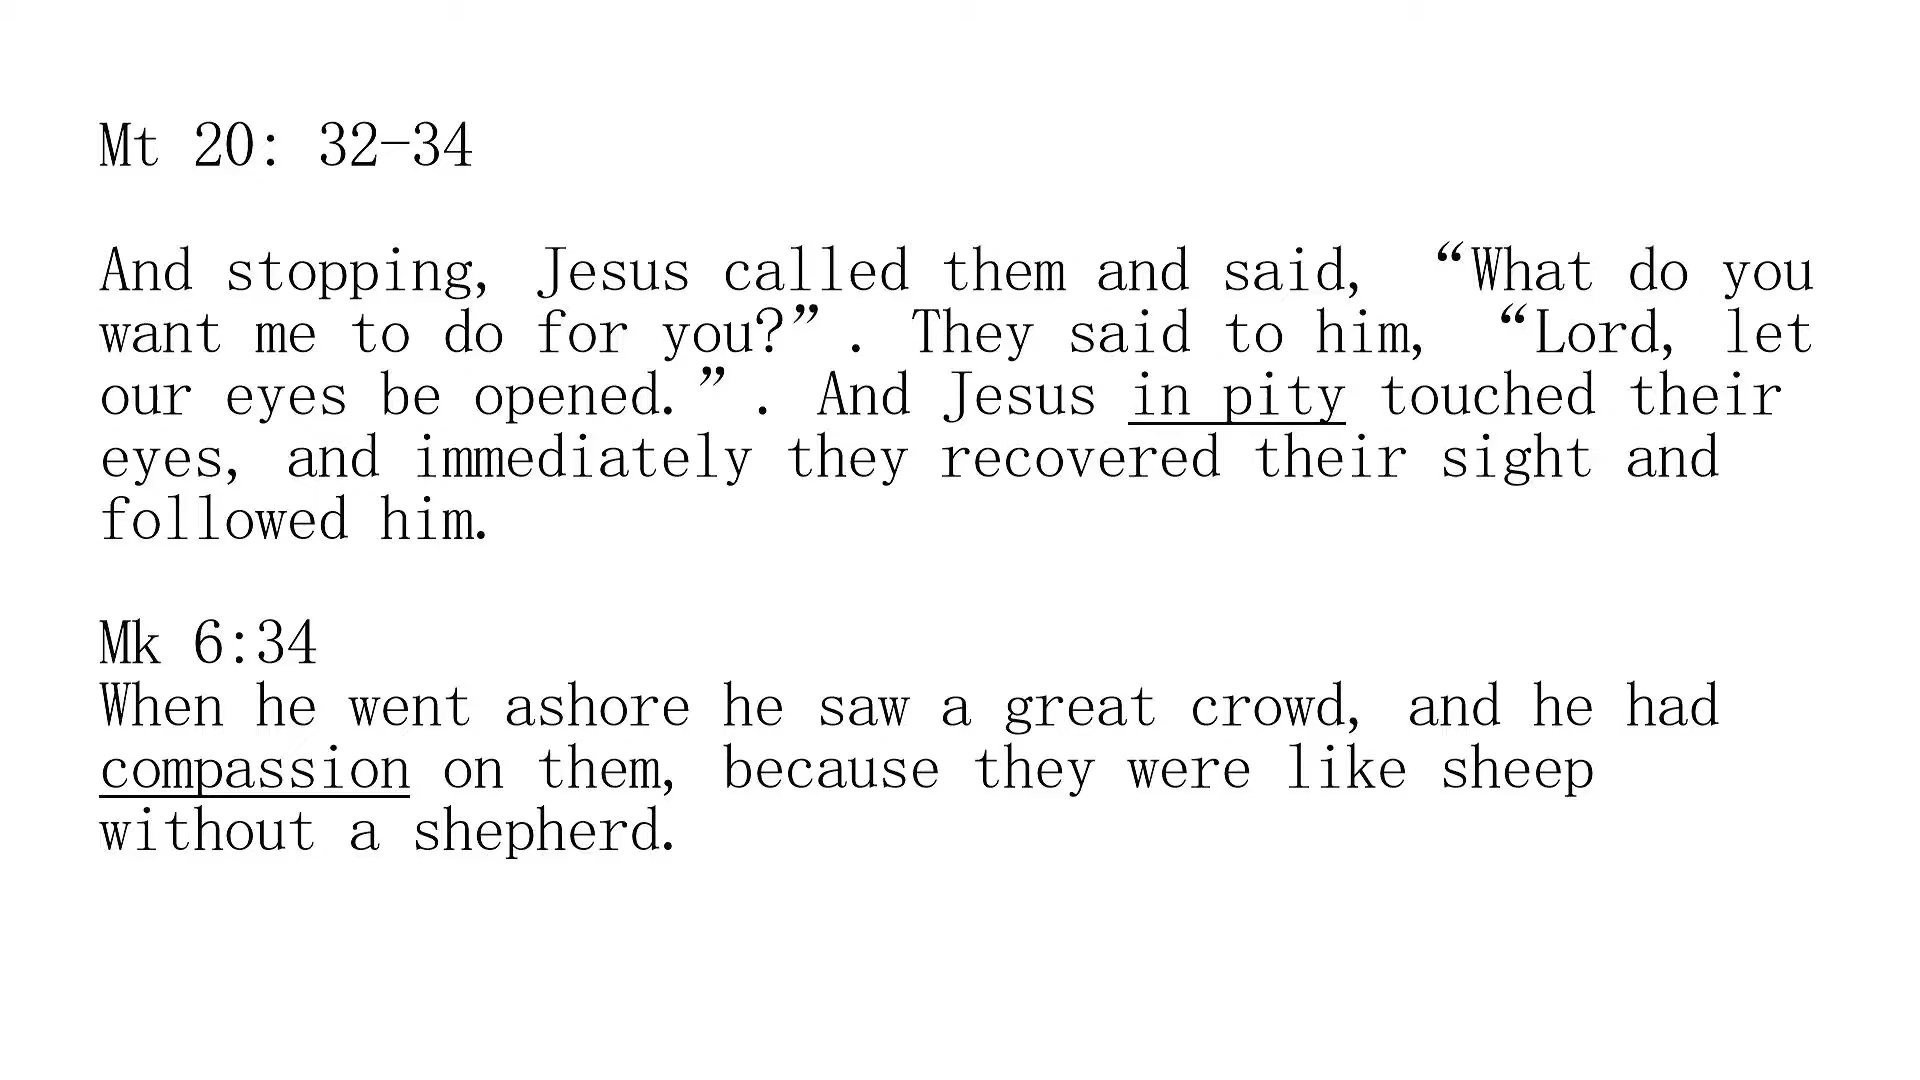 Mt 20: 32-34
And stopping, Jesus called them and said, “What do you
want me to do for you?”. They said to him, “Lord, let
our eyes be opened.”. And Jesus in pity touched their
eyes, and immediately they recovered their sight and
followed him.
Mk 6:34
When he went ashore he saw a great crowd, and he had
compassion on them, because they were like sheep
without a shepherd.